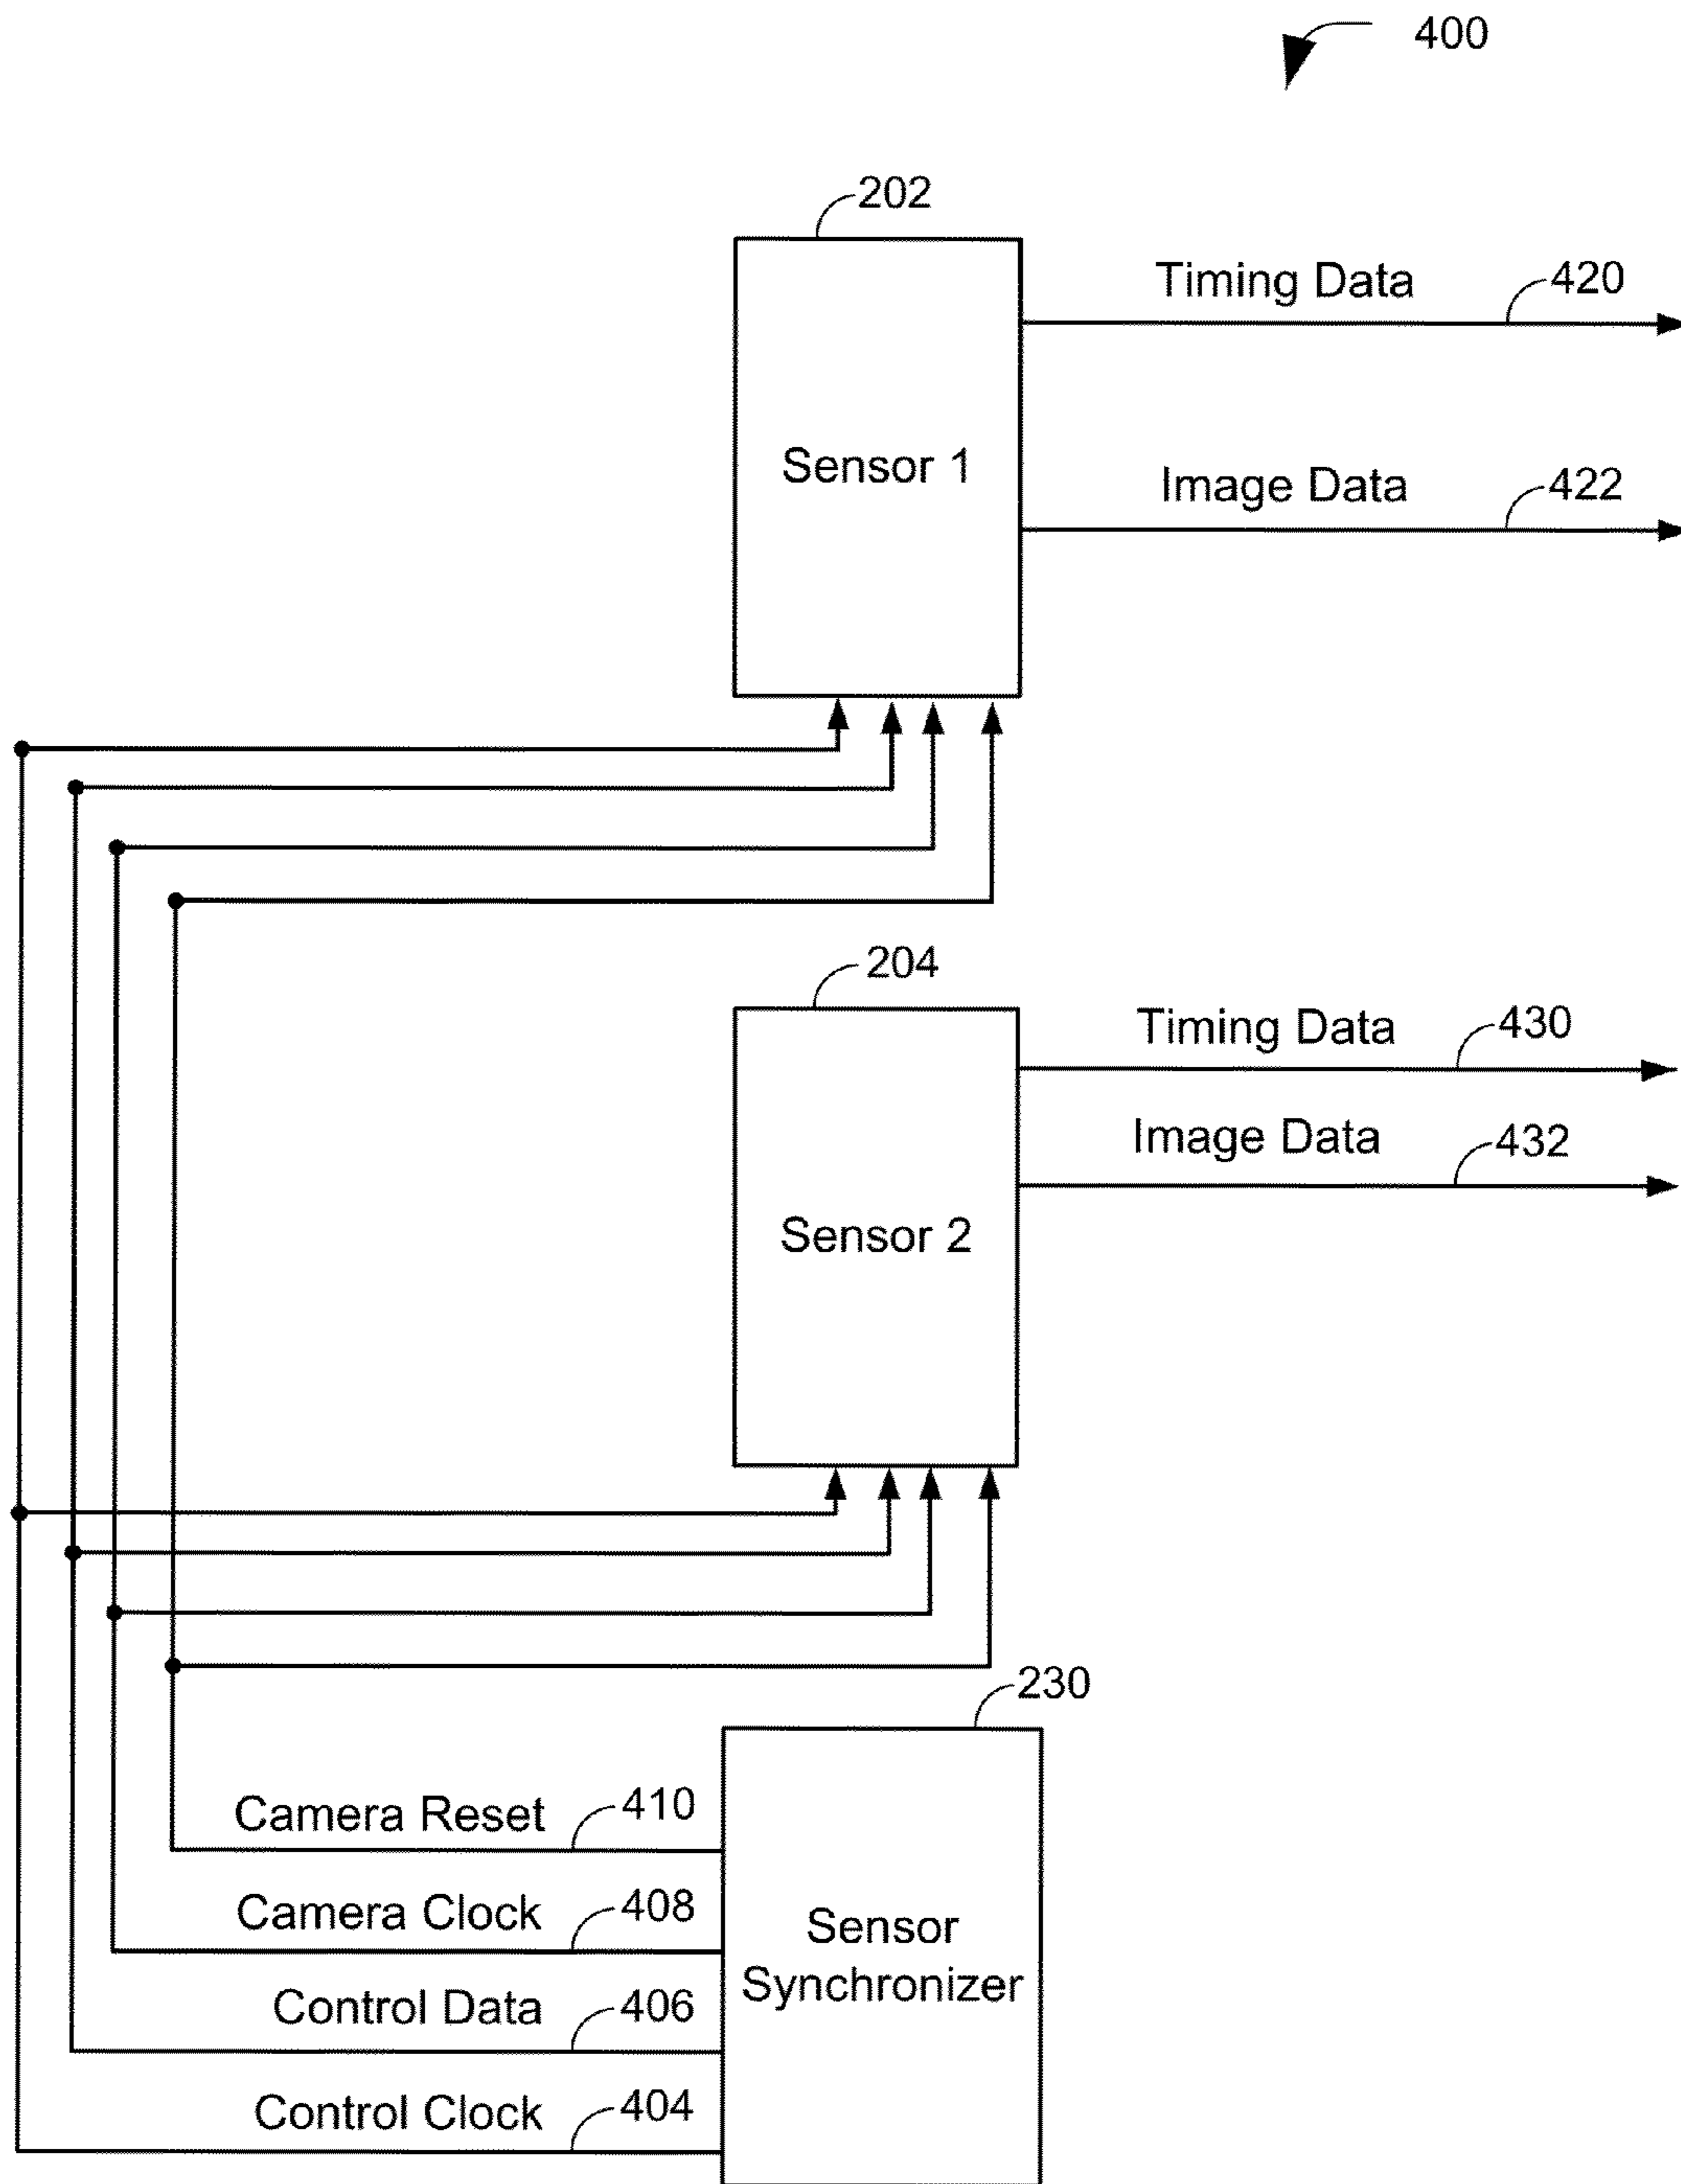 400
202
Timing Data
420
Sensor 1
Image Data
422
204
Timing Data
430
Image Data
432
Sensor 2
230
Camera Reset
410
Camera Clock
408
Sensor
Synchronizer
Control Data
406
Control Clock
404